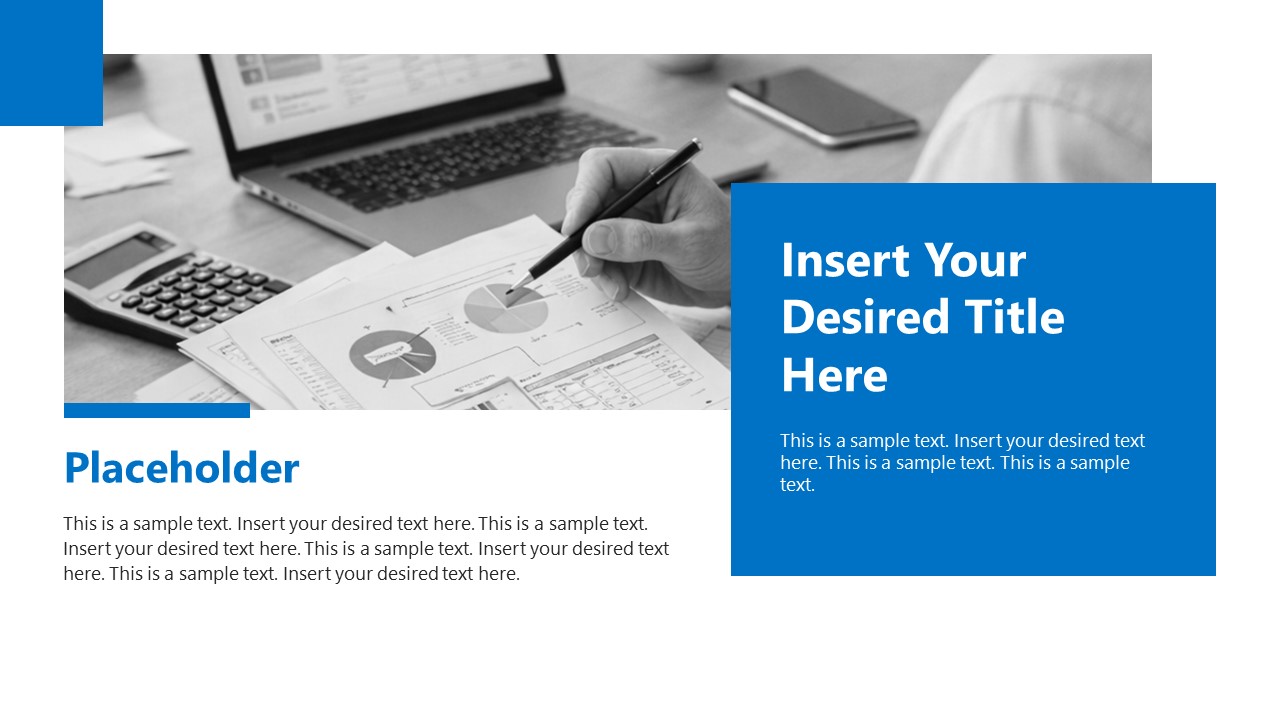 Insert Your
Desired Title
Here
This is a sample text. Insert your desired text
here. This is a sample text. This is a sample
text.
Placeholder
This is a sample text. Insert your desired text here. This is a sample text.
Insert your desired text here. This is a sample text. Insert your desired text
here. This is a sample text. Insert your desired text here.